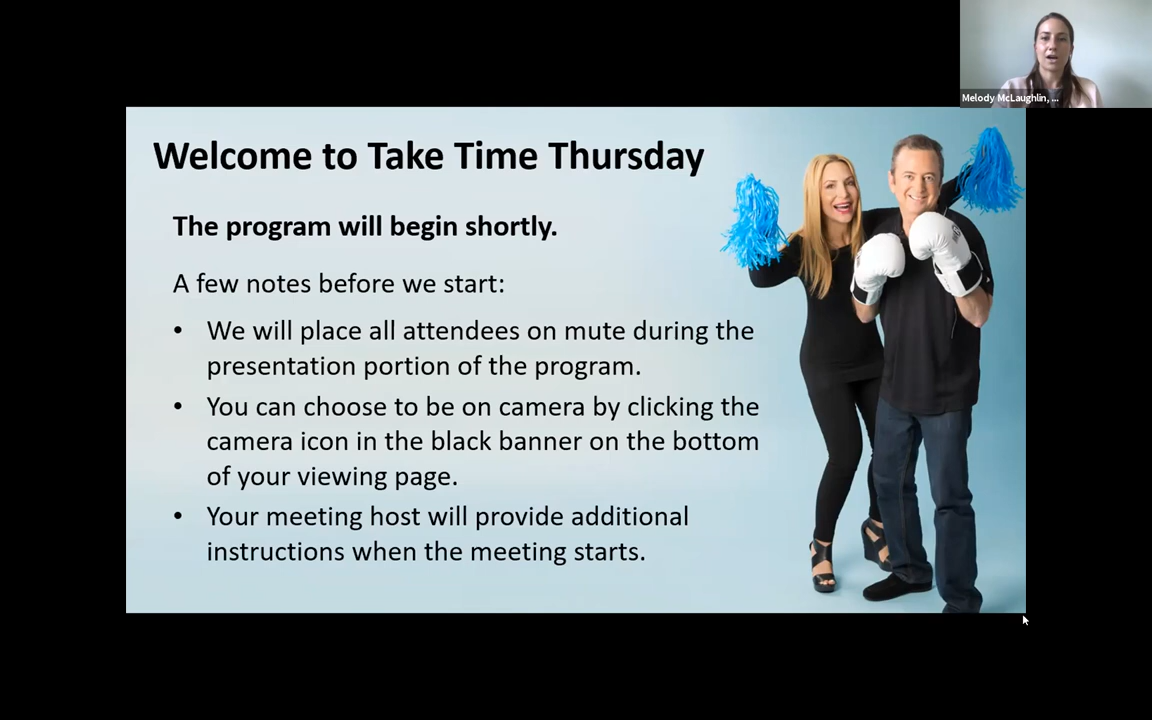 Melody McLaughlin, ...
Welcome to Take Time Thursday
The program will begin shortly.
A few notes before we start:
• We will place all attendees on mute during the
presentation portion of the program.
• You can choose to be on camera by clicking the
camera icon in the black banner on the bottom
of your viewing page.
• Your meeting host will provide additional
instructions when the meeting starts.